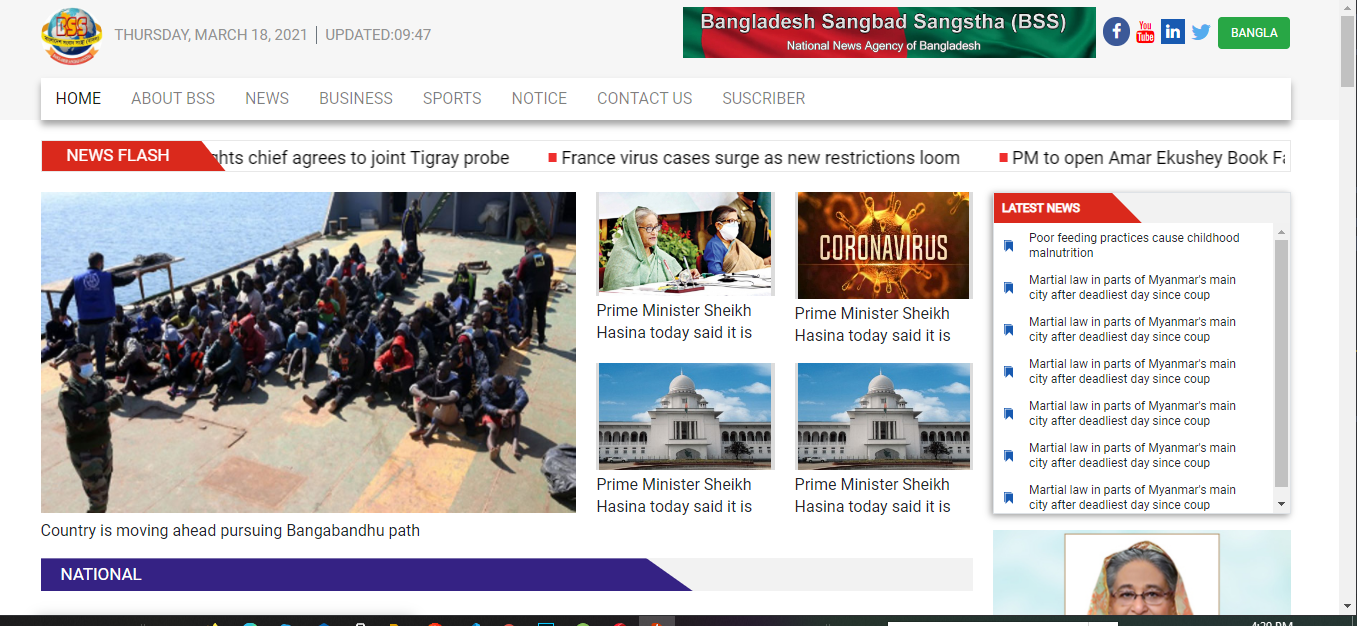 BSS
THURSDAY, MARCH 18, 2021 | UPDATED:09:47
Bangladesh Sangbad Sangstha (BSS)
National News Agency of Bangladesh
You
Tube
BANGLA
HOME
ABOUT BSS
NEWS
BUSINESS
SPORTS
NOTICE
CONTACT US
SUSCRIBER
NEWS FLASH
chief agrees to joint Tigray probe
France virus cases surge as new restrictions loom
PM to open Amar Ekushey Book
Country is moving ahead pursuing Bangabandhu path
Prime Minister Sheikh
Hasina today said it is
CORONAVIRUS
Prime Minister Sheikh
Hasina today said it is
Prime Minister Sheikh
Hasina today said it is
Prime Minister Sheikh
Hasina today said it is
LATEST NEWS
Poor feeding practices cause childhood
malnutrition
Martial law in parts of Myanmar's main
city after deadliest day since coup
Martial law in parts of Myanmar's main
city after deadliest day since coup
Martial law in parts of Myanmar's main
city after deadliest day since coup
Martial law in parts of Myanmar's main
city after deadliest day since coup
Martial law in parts of Myanmar's main
city after deadliest day since coup
Martial law in parts of Myanmar's main
city after deadliest day since coup
NATIONAL